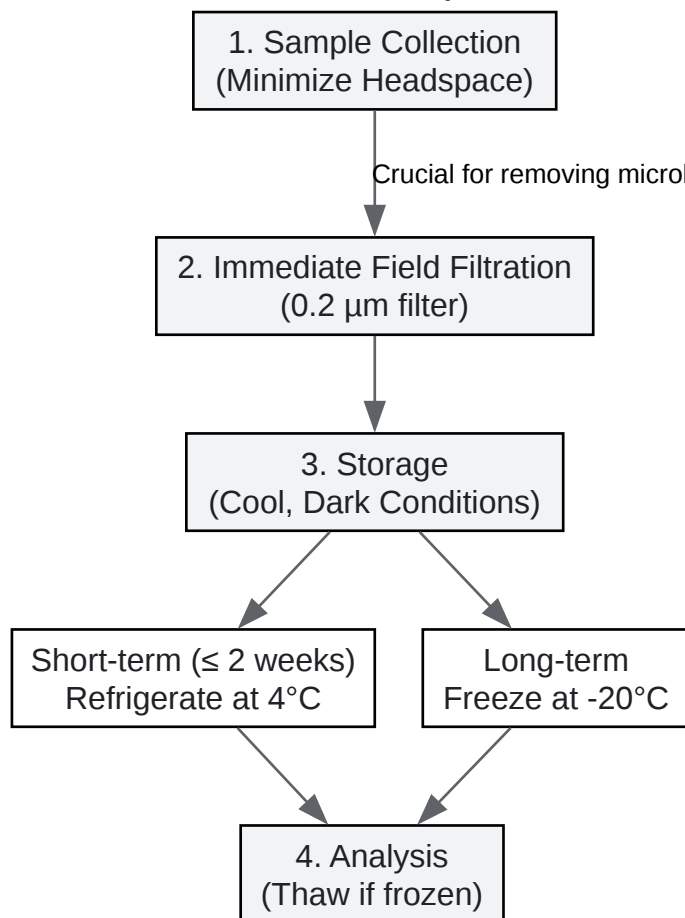 1. Sample Collection
(Minimize Headspace)
Crucial for removing
2. Immediate Field Filtration
(0.2 µm filter)
3. Storage
(Cool, Dark Conditions)
Short-term (≤ 2 weeks)
Refrigerate at 4°C
Long-term
Freeze at -20°C
4. Analysis
(Thaw if frozen)